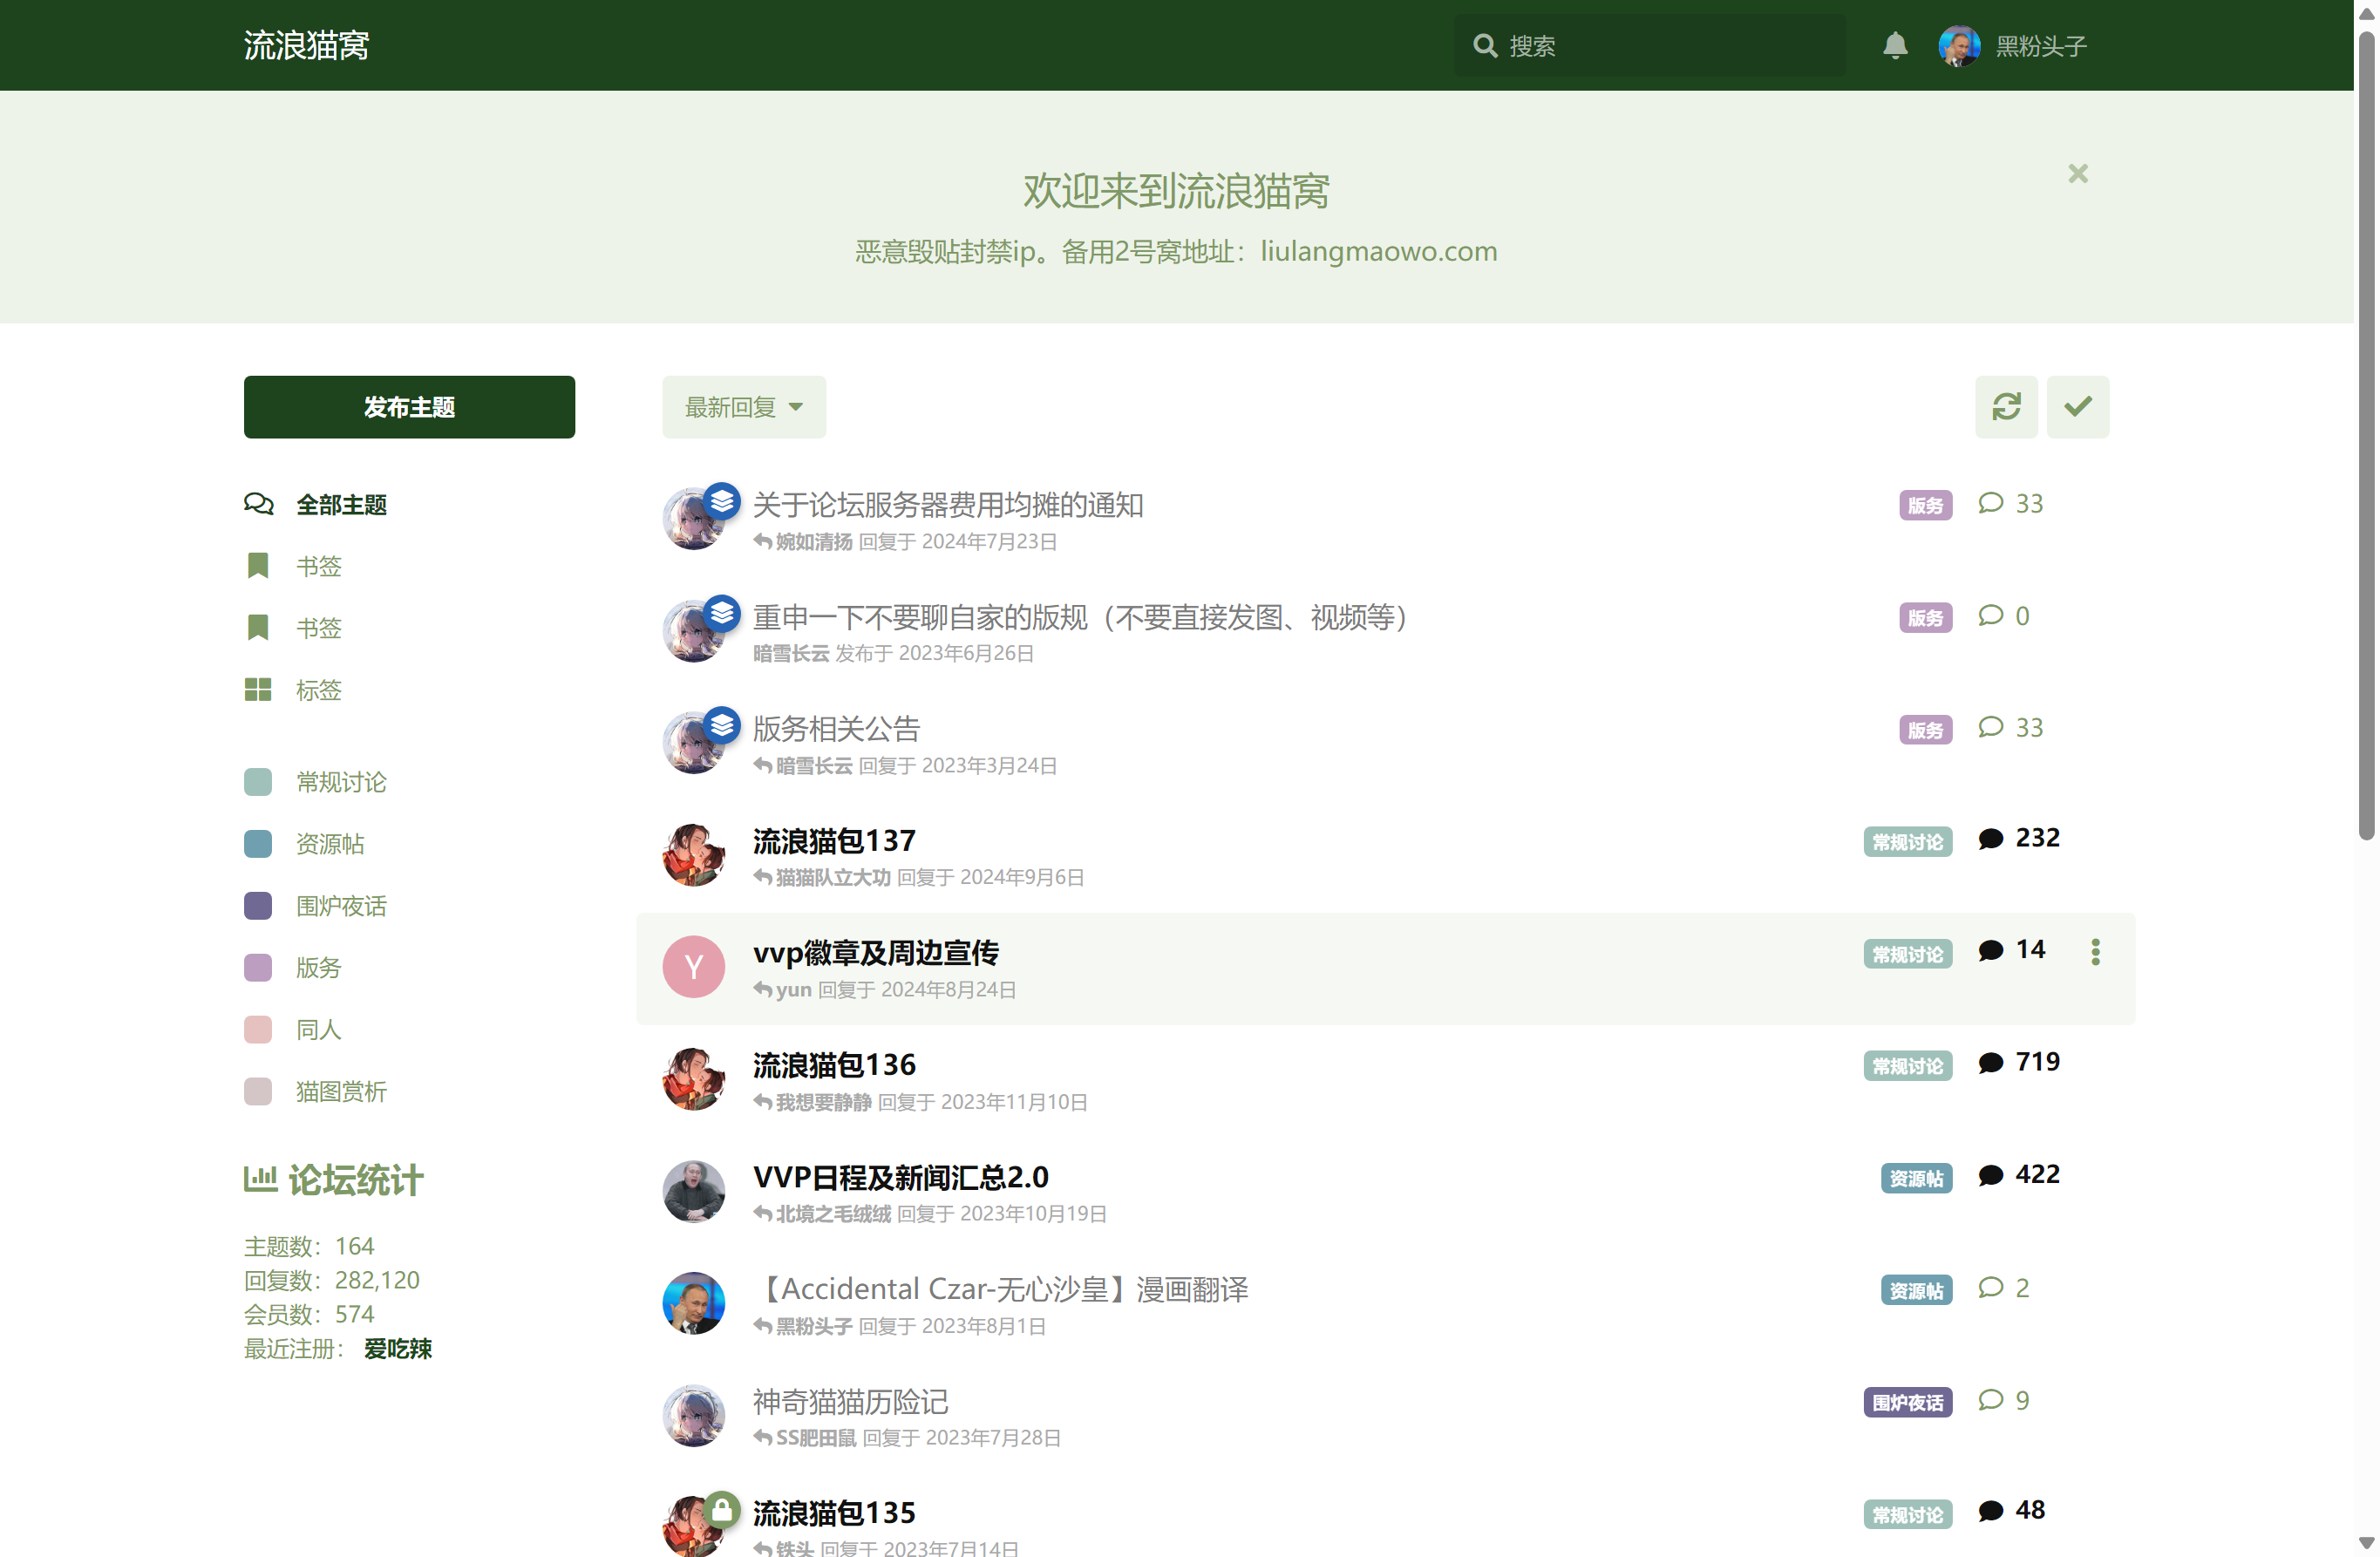 流浪猫窝
搜索
黑粉头子
欢迎来到流浪猫窝
恶意毁贴封禁ip。备用2号窝地址：liulangmaowo.com
发布主题
全部主题
书签
书签
标签
常规讨论
资源帖
围炉夜话
版务
同人
猫图赏析
论坛统计
主题数：164
回复数：282,120
会员数：574
最近注册： 爱吃辣
最新回复
关于论坛服务器费用均摊的通知
版务 33
婉如清扬 回复于 2024年7月23日
重申一下不要聊自家的版规（不要直接发图、视频等）
版务 0
暗雪长云 发布于 2023年6月26日
版务相关公告
版务 33
暗雪长云 回复于 2023年3月24日
流浪猫包137
常规讨论 232
猫猫队立大功 回复于 2024年9月6日
Y
vvp徽章及周边宣传
常规讨论 14
yun 回复于 2024年8月24日
流浪猫包136
常规讨论 719
我想要静静 回复于 2023年11月10日
VVP日程及新闻汇总2.0
资源帖 422
北境之毛绒绒 回复于 2023年10月19日
【Accidental Czar-无心沙皇】漫画翻译
资源帖 2
黑粉头子 回复于 2023年8月1日
神奇猫猫历险记
围炉夜话 9
SS肥田鼠 回复于 2023年7月28日
流浪猫包135
常规讨论 48
铁头 回复于 2023年7月14日